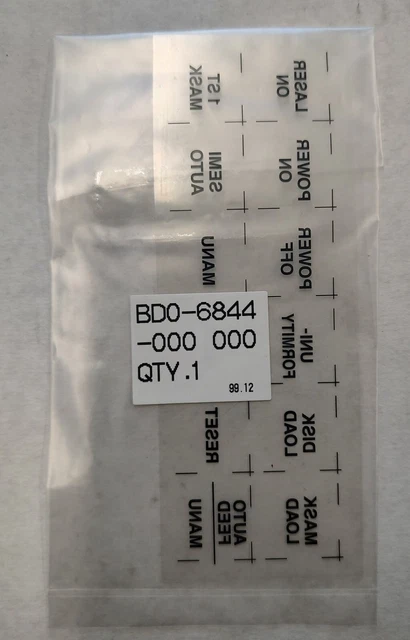 MASK
1ST
LASER
ON
AUTO
SEMI
POWER
ON
MANU
POWER
OFF
UNI-
FORMITY
BD0-6844
-000 000
QTY.1
99.12
RESET
LOAD
DISK
MANU
AUTO
FEED
LOAD
MASK